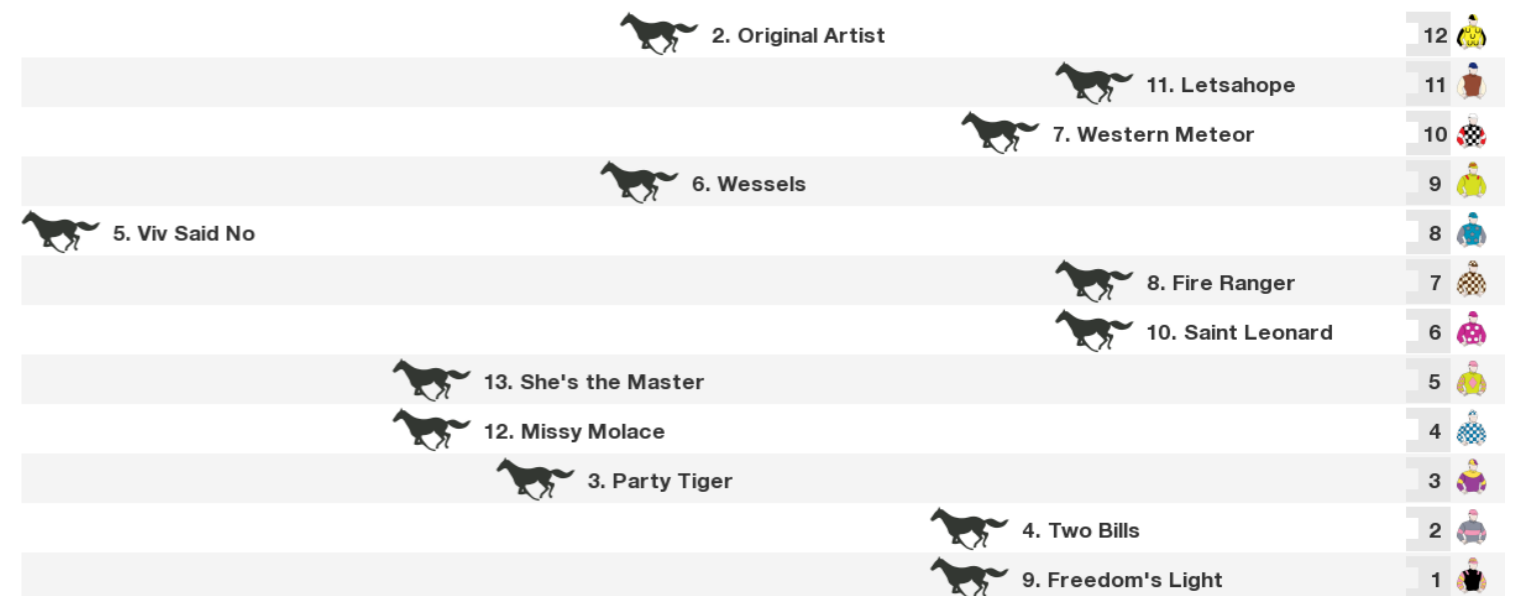 2. Original Artist 12
11. Letsahope 11
7. Western Meteor 10
6. Wessels 9
5. Viv Said No 8
8. Fire Ranger 7
10. Saint Leonard 6
13. She's the Master 5
12. Missy Molace 4
3. Party Tiger 3
4. Two Bills 2
9. Freedom's Light 1